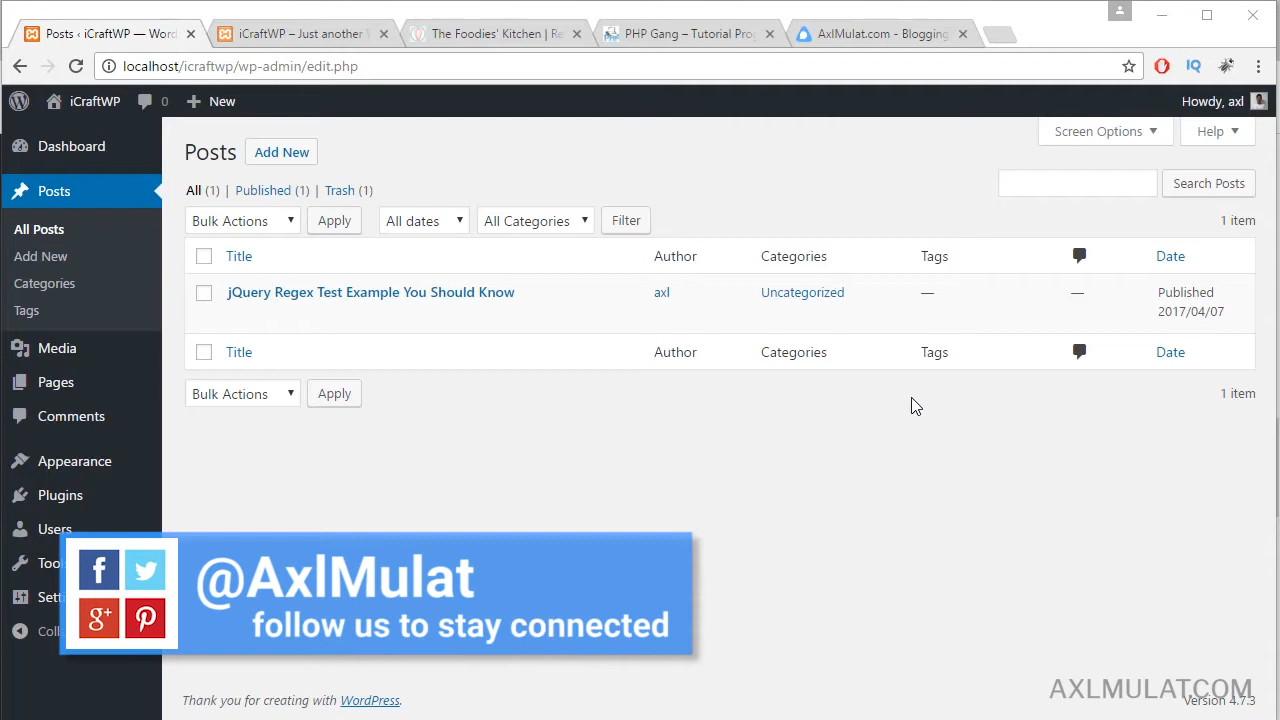 Posts ‹ iCraftWP — Word
iCraftWP – Just another
The Foodies' Kitchen | Re
PHP Gang – Tutorial Pro
AxlMulat.com - Blogging
localhost/icraftwp/wp-admin/edit.php
IQ
iCraftWP
0
New
Howdy, axl
Dashboard
Posts
All Posts
Add New
Categories
Tags
Media
Pages
Comments
Appearance
Plugins
Users
Too
Set
Coll
Posts
Add New
Screen Options
Help
All (1) | Published (1) | Trash (1)
Search Posts
Bulk Actions
Apply
All dates
All Categories
Filter
1 item
Title
Author
Categories
Tags
Date
jQuery Regex Test Example You Should Know
axl
Uncategorized
—
—
Published
2017/04/07
Title
Author
Categories
Tags
Date
Bulk Actions
Apply
1 item
f
g+
@AxlMulat
follow us to stay connected
AXLMULAT.COM
Thank you for creating with WordPress.
Version 4.7.3